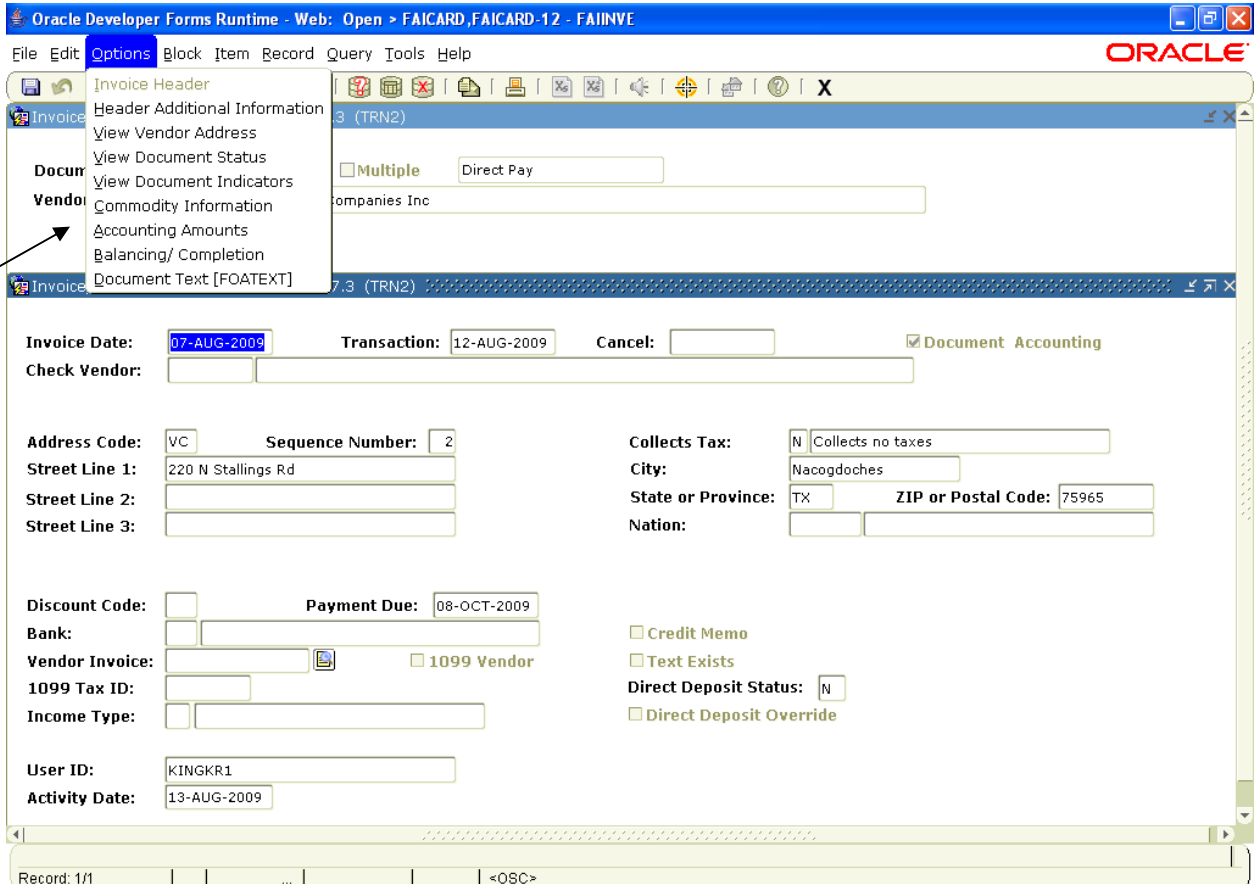 Oracle Developer Forms Runtime - Web: Open > FAICARD,FAICARD-12 - FAIINVE
File Edit Options Block Item Record Query Tools Help ORACLE
Invoice Header
Header Additional Information
View Vendor Address
View Document Status
View Document Indicators
Commodity Information
Accounting Amounts
Balancing/ Completion
Document Text [FOATEXT]
X
Invoice .3 (TRN2)
Docum Multiple Direct Pay
Vendo ompanies Inc
Invoice 7.3 (TRN2)
Invoice Date: 07-AUG-2009 Transaction: 12-AUG-2009 Cancel: Document Accounting
Check Vendor:
Address Code: VC Sequence Number: 2 Collects Tax: N Collects no taxes
Street Line 1: 220 N Stallings Rd City: Nacogdoches
Street Line 2: State or Province: TX ZIP or Postal Code: 75965
Street Line 3: Nation:
Discount Code: Payment Due: 08-OCT-2009
Bank: Credit Memo
Vendor Invoice: 1099 Vendor Text Exists
1099 Tax ID: Direct Deposit Status: N
Income Type: Direct Deposit Override
User ID: KINGKR1
Activity Date: 13-AUG-2009
Record: 1/1 ... <OSC>